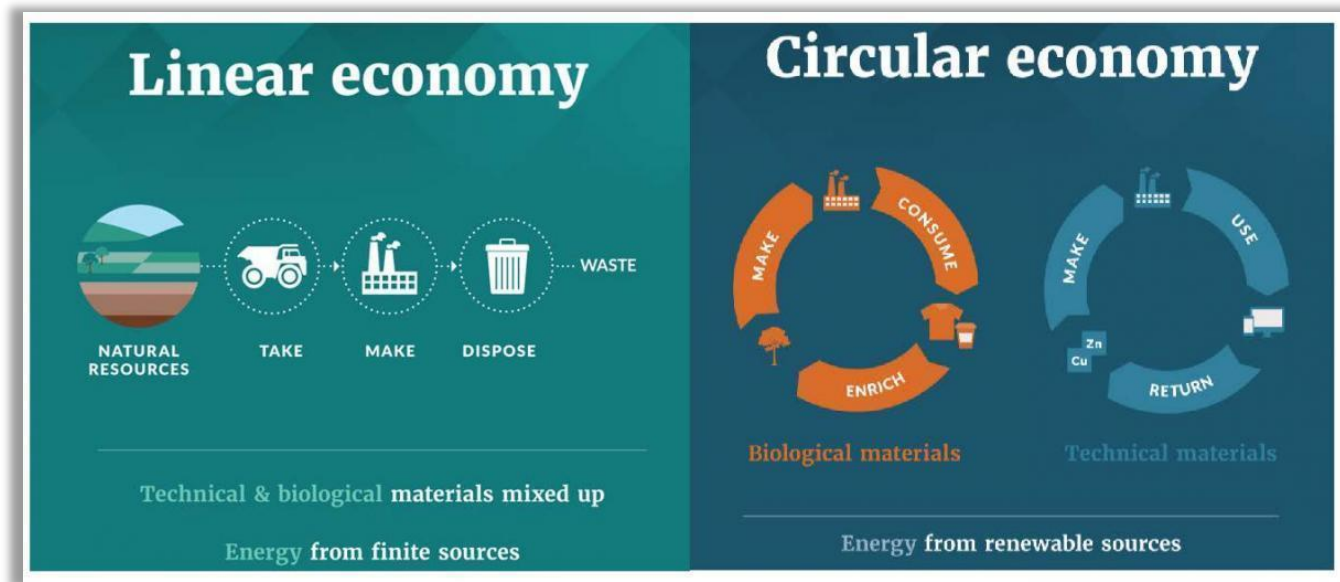 Linear economy
NATURAL
RESOURCES
TAKE
MAKE
DISPOSE
WASTE
Technical & biological materials mixed up
Energy from finite sources
Circular economy
MAKE
CONSUME
ENRICH
Biological materials
MAKE
USE
RETURN
Zn
Cu
Technical materials
Energy from renewable sources